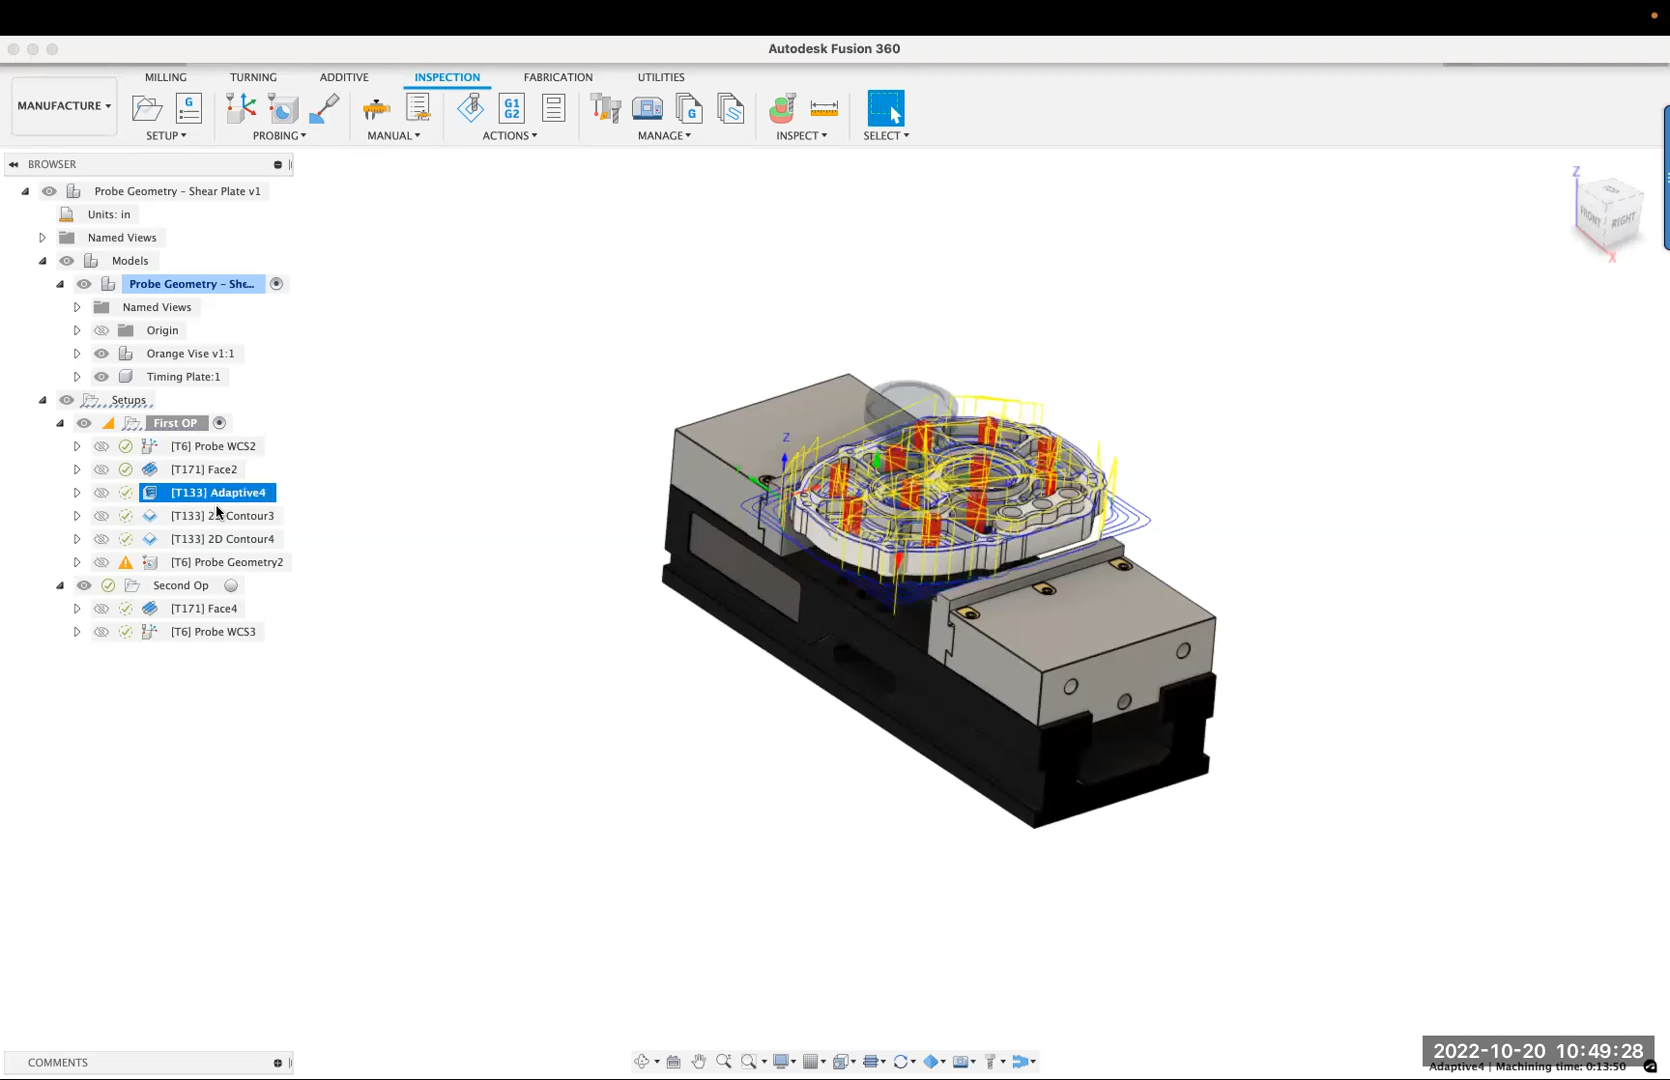 Autodesk Fusion 360
MILLING TURNING ADDITIVE INSPECTION FABRICATION UTILITIES
MANUFACTURE
G G1 G2 G
SETUP PROBING MANUAL ACTIONS MANAGE INSPECT SELECT
BROWSER
Probe Geometry - Shear Plate v1
Units: in
Named Views
Models
Probe Geometry - She...
Named Views
Origin
Orange Vise v1:1
Timing Plate:1
Setups
First OP
[T6] Probe WCS2
[T171] Face2
[T133] Adaptive4
[T133] 2D Contour3
[T133] 2D Contour4
[T6] Probe Geometry2
Second Op
[T171] Face4
[T6] Probe WCS3
Z
FRONT RIGHT
X
Z
COMMENTS
2022-10-20 10:49:28
Adaptive4 | Machining time: 0:13:50